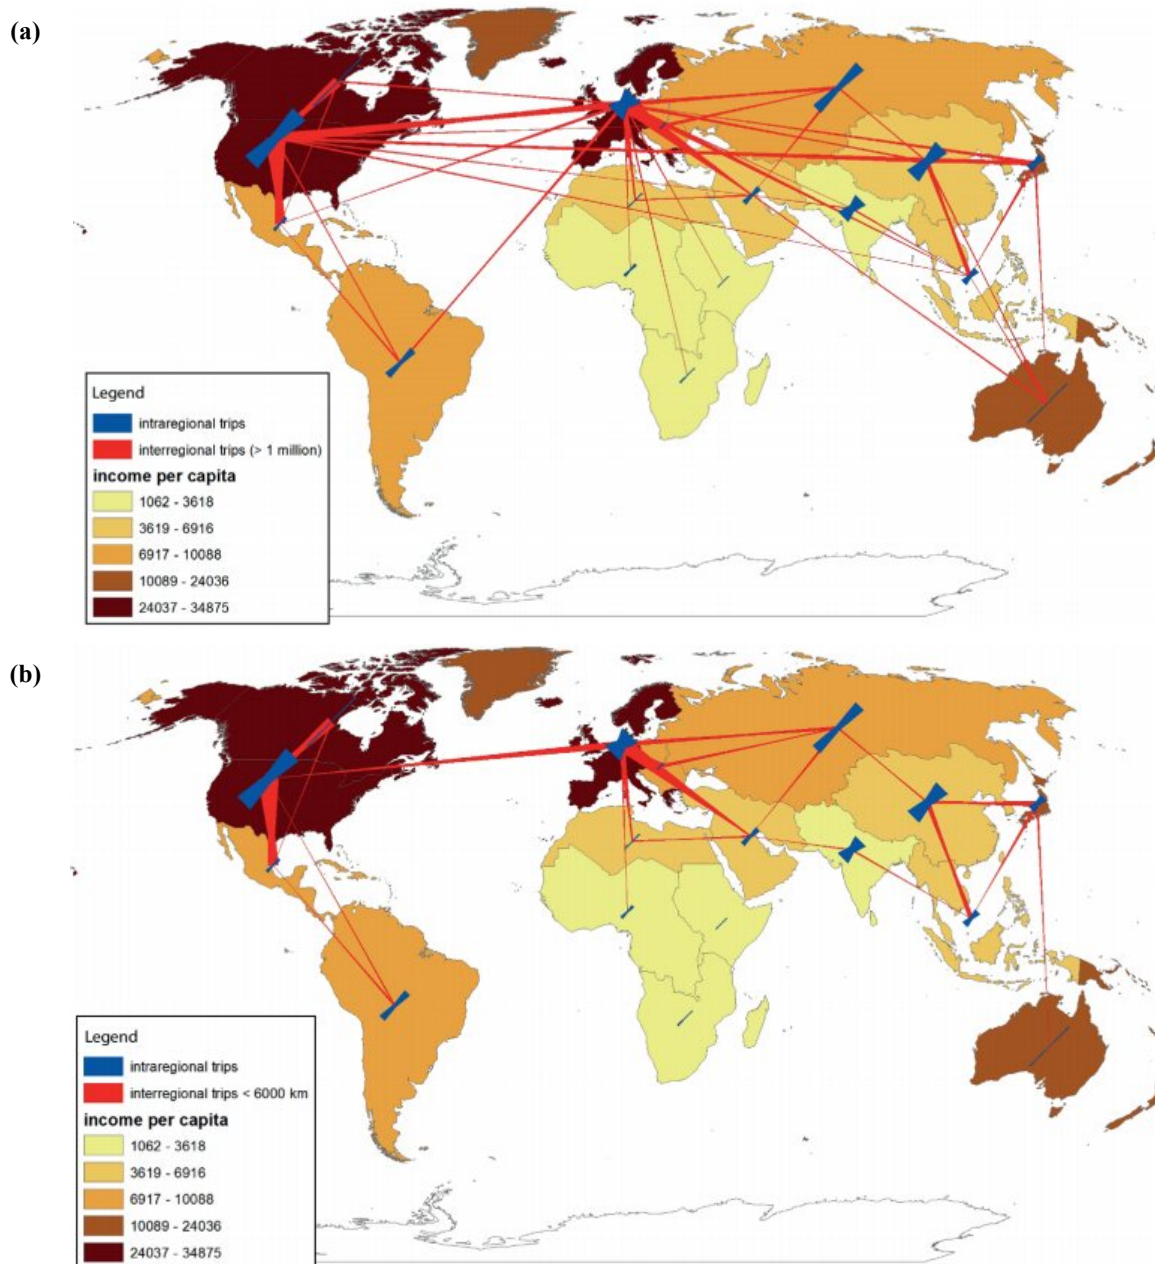 (a)
Legend
intraregional trips
interregional trips (> 1 million)
income per capita
1062 - 3618
3619 - 6916
6917 - 10088
10089 - 24036
24037 - 34875
(b)
Legend
intraregional trips
interregional trips < 6000 km
income per capita
1062 - 3618
3619 - 6916
6917 - 10088
10089 - 24036
24037 - 34875